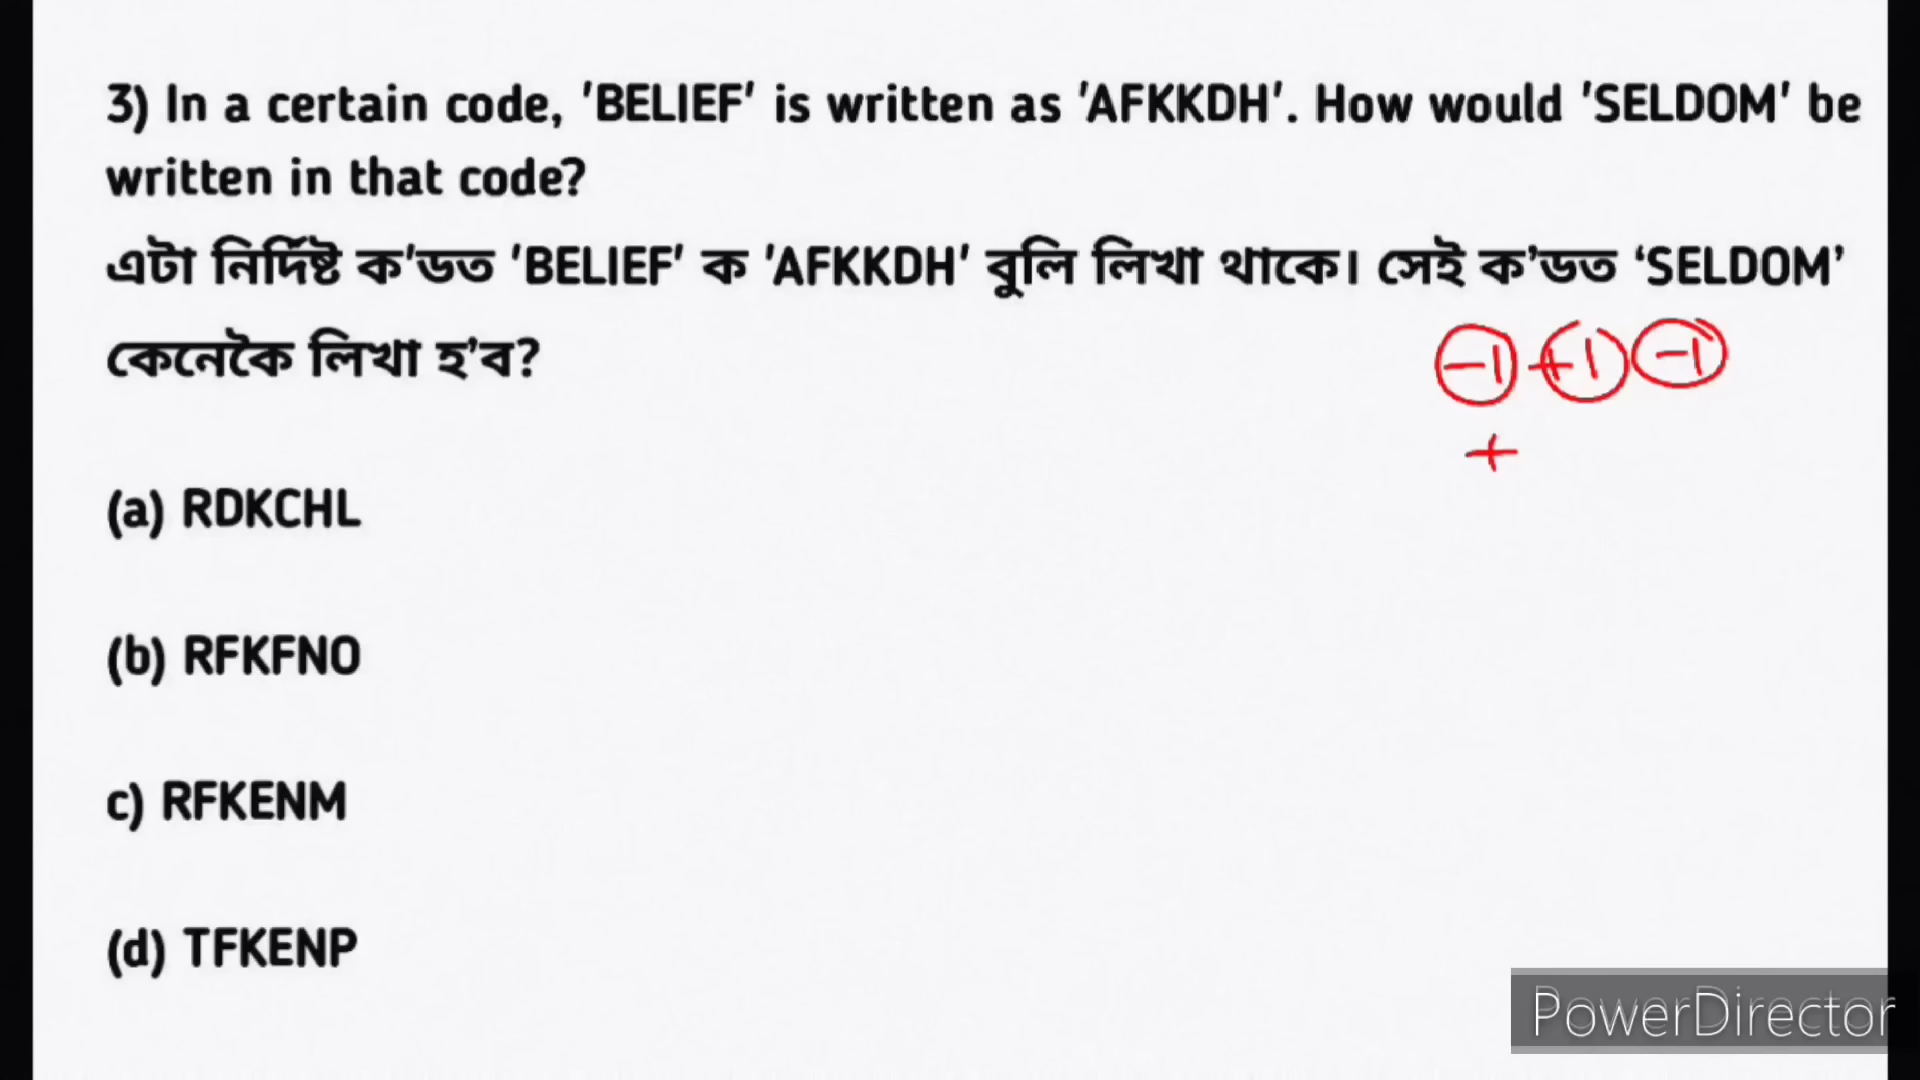 3) In a certain code, 'BELIEF' is written as 'AFKKDH'. How would 'SELDOM' be
written in that code?
এটা নিৰ্দিষ্ট ক'ডত 'BELIEF' ক 'AFKKDH' বুলি লিখা থাকে। সেই ক’ডত ‘SELDOM’
কেনেকৈ লিখা হ’ব?
-1 +1 -1
+
(a) RDKCHL
(b) RFKFNO
c) RFKENM
(d) TFKENP
PowerDirector